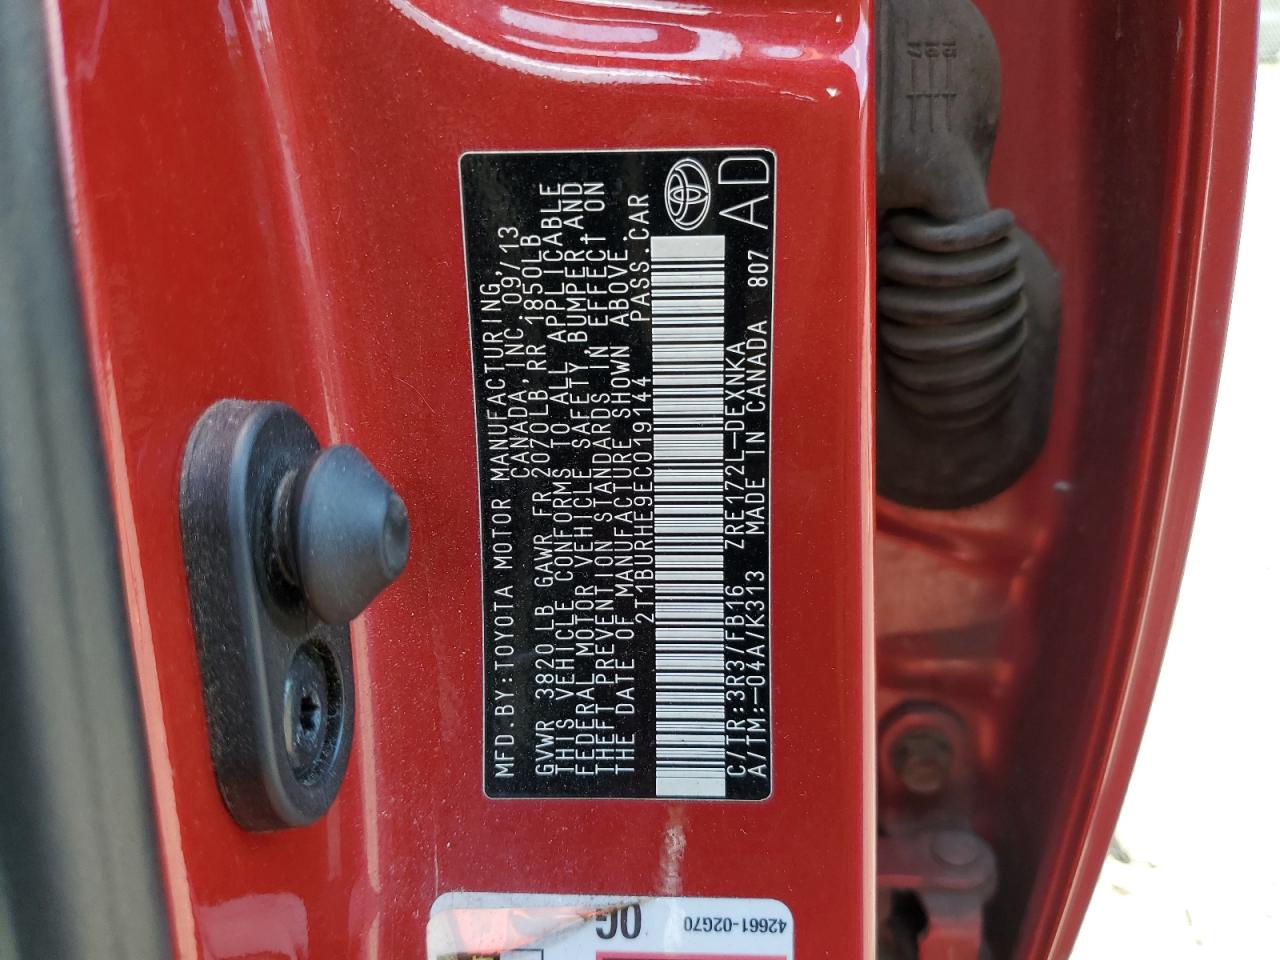 MFD.BY:TOYOTA MOTOR MANUFACTURING,
CANADA, INC. 09/13
GVWR 3820 LB GAWR FR 2070LB, RR 1850LB
THIS VEHICLE CONFORMS TO ALL APPLICABLE
FEDERAL MOTOR VEHICLE SAFETY, BUMPER, AND
THEFT PREVENTION STANDARDS IN EFFECT ON
THE DATE OF MANUFACTURE SHOWN ABOVE.
2T1BURHE9EC019144 PASS.CAR
C/TR:3R3/FB16 ZRE172L-DEXNKA
A/TM:-04A/K313 MADE IN CANADA 807
AD
42661-02G70
0G